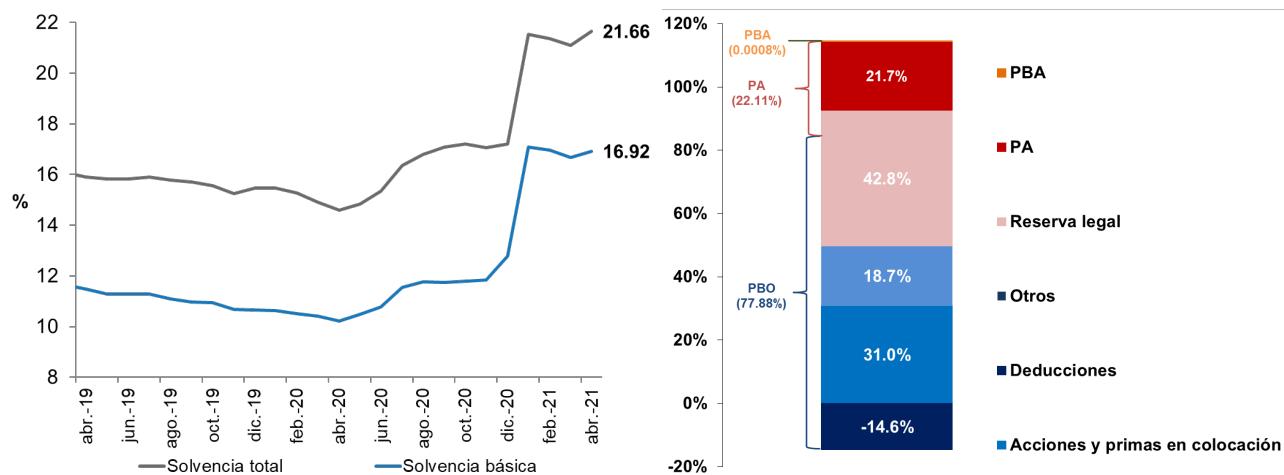 22
20
18
16
14
12
10
8
%
21.66
16.92
abr.-19
jun.-19
ago.-19
oct.-19
dic.-19
feb.-20
abr.-20
jun.-20
ago.-20
oct.-20
dic.-20
feb.-21
abr.-21
Solvencia total
Solvencia básica
120%
100%
80%
60%
40%
20%
0%
-20%
PBA
(0.0008%)
PA
(22.11%)
PBO
(77.88%)
21.7%
42.8%
18.7%
31.0%
-14.6%
PBA
PA
Reserva legal
Otros
Deducciones
Acciones y primas en colocación